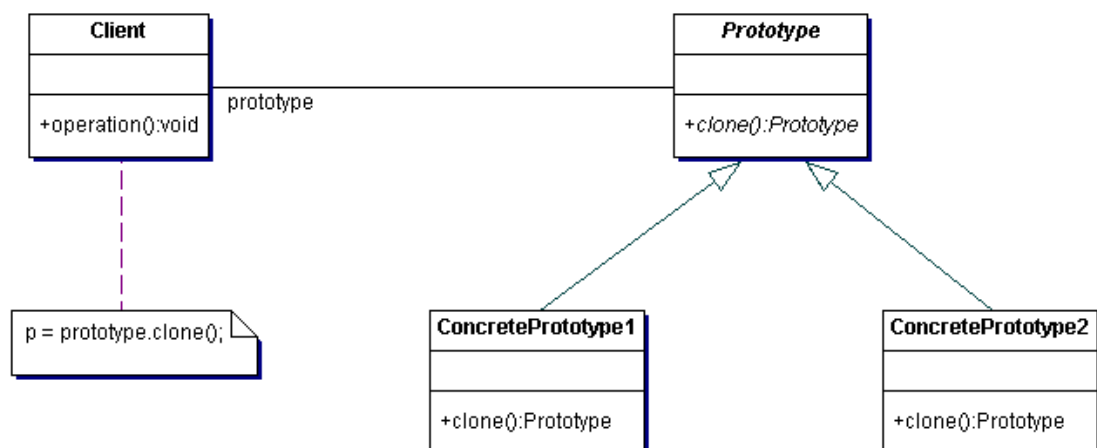 Client
Prototype
prototype
+operation():void
+clone():Prototype
p = prototype.clone();
ConcretePrototype1
ConcretePrototype2
+clone():Prototype
+clone():Prototype